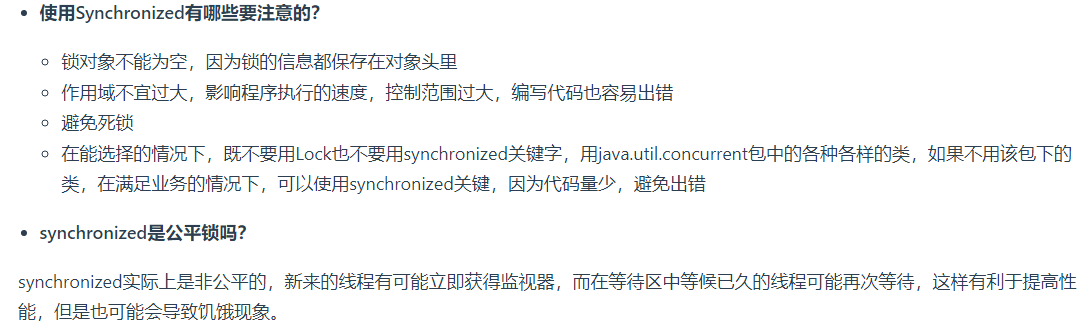 使用Synchronized有哪些要注意的？
锁对象不能为空，因为锁的信息都保存在对象头里
作用域不宜过大，影响程序执行的速度，控制范围过大，编写代码也容易出错
避免死锁
在能选择的情况下，既不要用Lock也不要用synchronized关键字，用java.util.concurrent包中的各种各样的类，如果不用该包下的
类，在满足业务的情况下，可以使用synchronized关键，因为代码量少，避免出错
synchronized是公平锁吗？
synchronized实际上是非公平的，新来的线程有可能立即获得监视器，而在等待区中等候已久的线程可能再次等待，这样有利于提高性
能，但是也可能会导致饥饿现象。